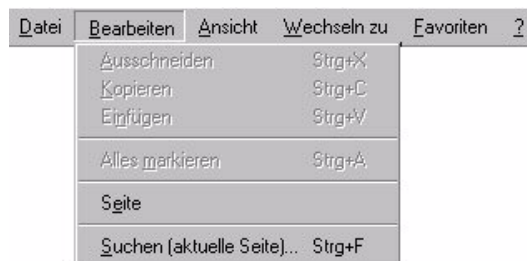 Datei Bearbeiten Ansicht Wechseln zu Favoriten ?
Ausschneiden Strg+X
Kopieren Strg+C
Einfügen Strg+V
Alles markieren Strg+A
Seite
Suchen (aktuelle Seite)... Strg+F